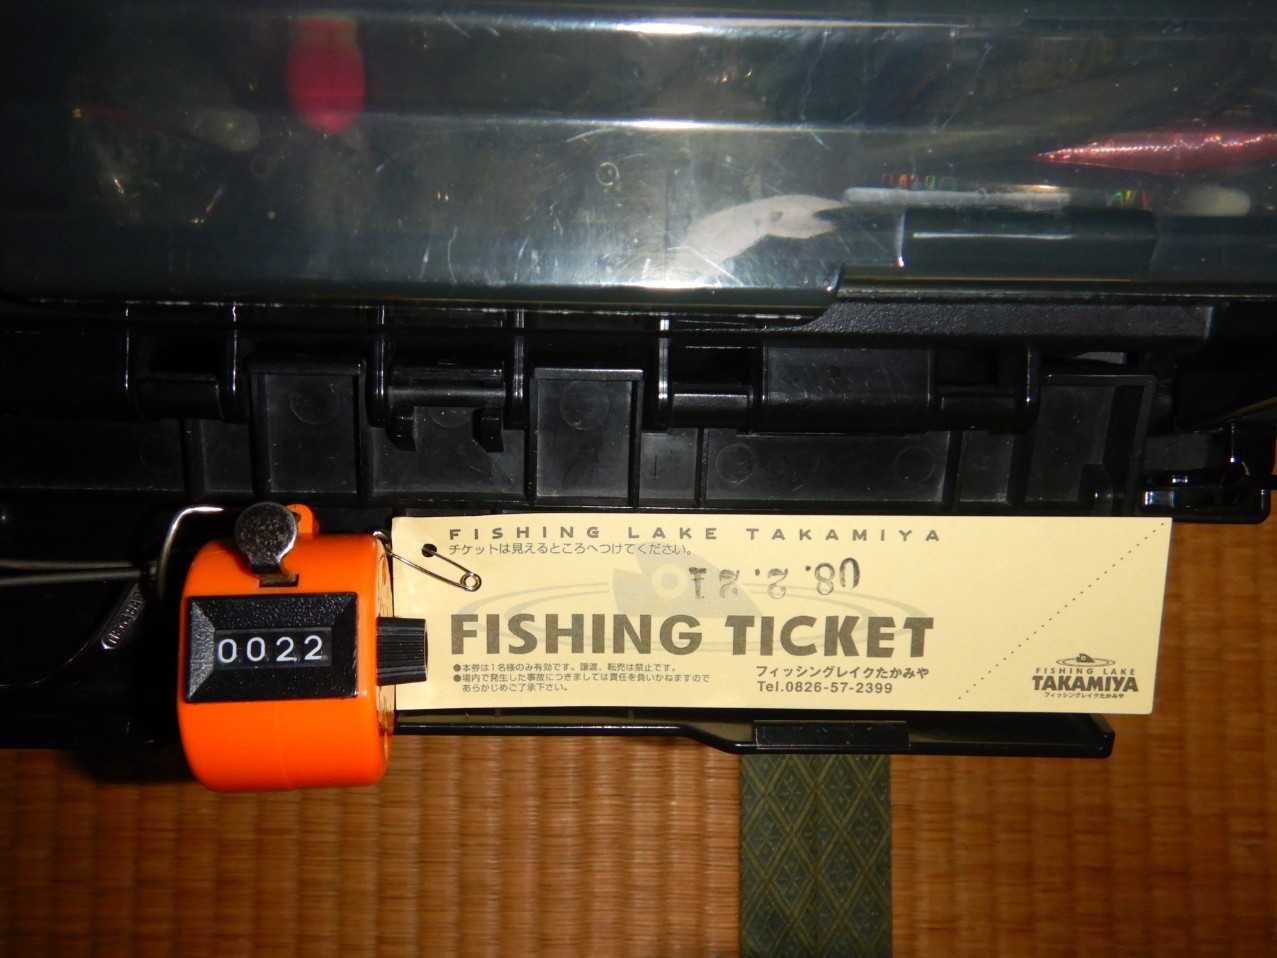 FISHING LAKE TAKAMIYA
チケットは見えるところへつけてください。
FISHING TICKET
●本券は1名様のみ有効です。譲渡、転売は禁止です。
●場内で発生した事故につきましては責任を負いかねますので
あらかじめご了承下さい。
フィッシングレイクたかみや
Tel.0826-57-2399
FISHING LAKE
TAKAMIYA
フィッシングレイクたかみや
0022